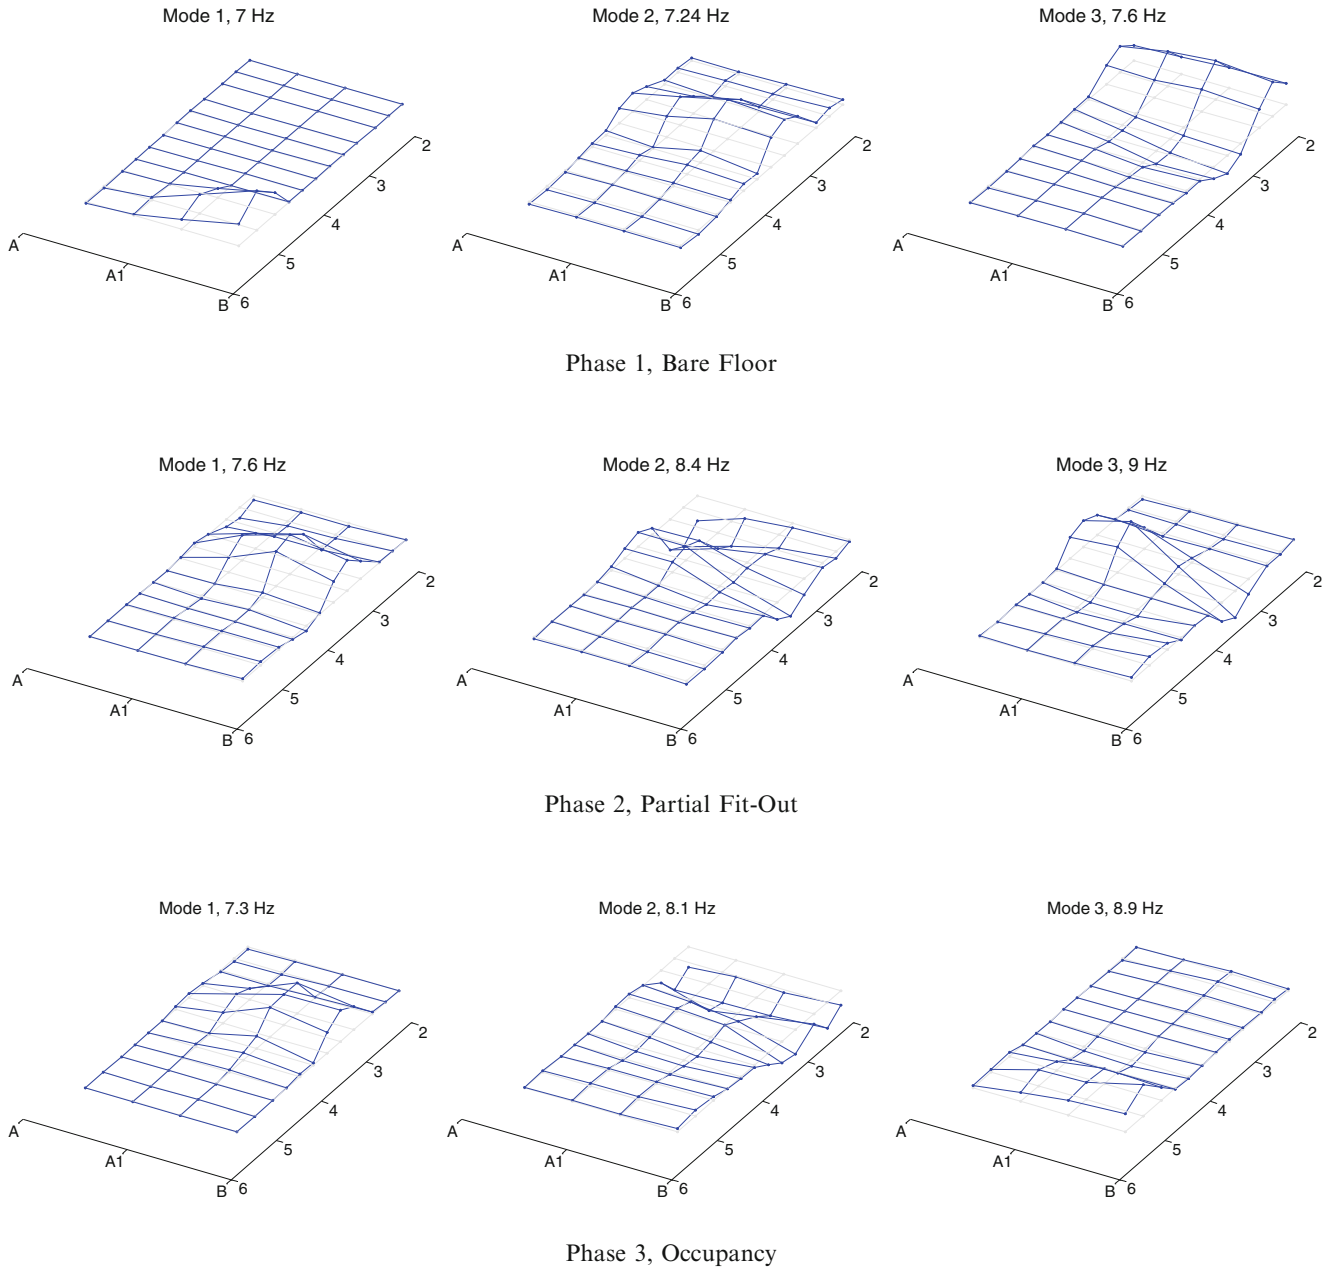 Mode 1, 7 Hz
Mode 2, 7.24 Hz
Mode 3, 7.6 Hz
2
3
4
5
6
A
A1
B
2
3
4
5
6
A
A1
B
2
3
4
5
6
A
A1
B
Phase 1, Bare Floor
Mode 1, 7.6 Hz
Mode 2, 8.4 Hz
Mode 3, 9 Hz
2
3
4
5
6
A
A1
B
2
3
4
5
6
A
A1
B
2
3
4
5
6
A
A1
B
Phase 2, Partial Fit-Out
Mode 1, 7.3 Hz
Mode 2, 8.1 Hz
Mode 3, 8.9 Hz
2
3
4
5
6
A
A1
B
2
3
4
5
6
A
A1
B
2
3
4
5
6
A
A1
B
Phase 3, Occupancy